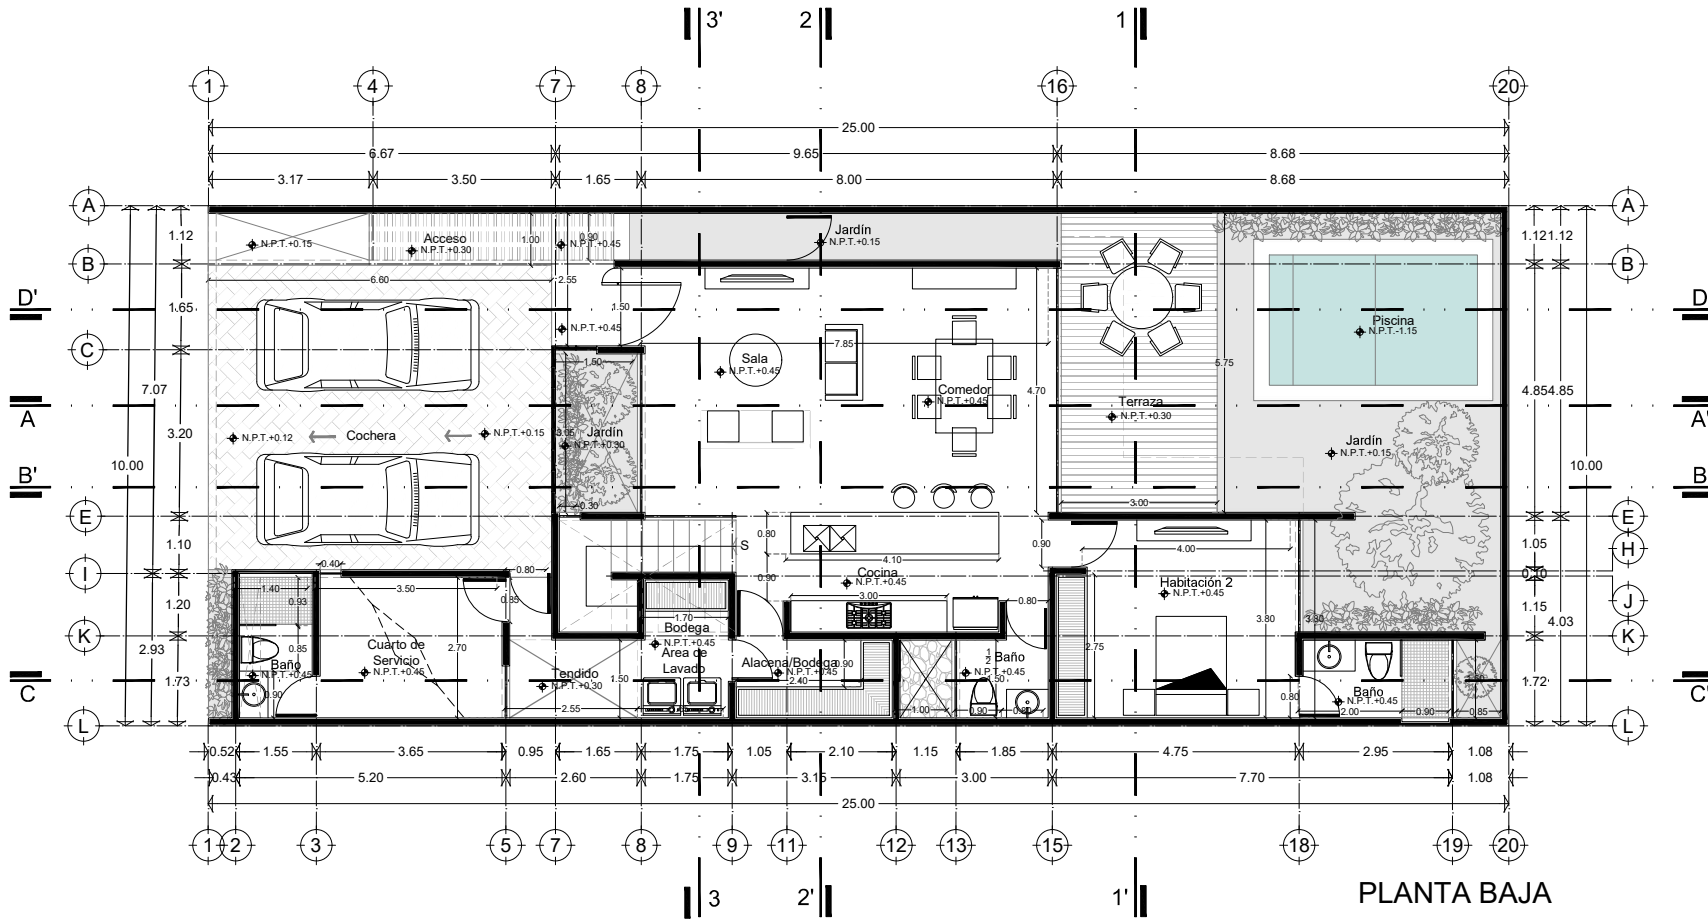 3'
2
1
1
4
7
8
16
20
25.00
6.67
9.65
8.68
3.17
3.50
1.65
8.00
8.68
A
A
1.12
Acceso
N.P.T.+0.15
N.P.T.+0.30
1.00
0.90
N.P.T.+0.45
Jardín
N.P.T.+0.15
1.12
1.12
B
B
6.60
2.55
D'
D
1.65
1.50
N.P.T.+0.45
Piscina
N.P.T.-1.15
C
7.85
1.50
Sala
N.P.T.+0.45
5.75
7.07
4.70
Comedor
N.P.T.+0.45
4.85
4.85
A
A'
Terraza
N.P.T.+0.30
3.20
N.P.T.+0.12
Cochera
N.P.T.+0.15
Jardín
N.P.T.+0.30
Jardín
N.P.T.+0.15
10.00
10.00
B'
B
0.30
3.00
E
E
0.80
S
1.10
0.90
4.00
1.05
H
4.10
I
0.40
0.80
0.90
Cocina
N.P.T.+0.45
Habitación 2
N.P.T.+0.45
1.40
3.50
0.85
0.93
3.00
0.80
1.20
1.15
J
1.70
Bodega
N.P.T.+0.45
3.80
3.80
4.03
K
K
2.93
0.85
Cuarto de
Servicio
N.P.T.+0.45
2.70
2.75
Área de
Lavado
Baño
N.P.T.+0.45
Alacena/Bodega
N.P.T.+0.45
0.90
2.40
1/2 Baño
N.P.T.+0.45
1.50
C
C'
1.73
0.90
Tendido
N.P.T.+0.30
1.50
2.55
Baño
N.P.T.+0.45
0.80
1.72
1.00
0.90
2.00
0.90
0.85
L
L
0.52
1.55
3.65
0.95
1.65
1.75
1.05
2.10
1.15
1.85
4.75
2.95
1.08
0.43
5.20
2.60
1.75
3.15
3.00
7.70
1.08
25.00
1
2
3
5
7
8
9
11
12
13
15
18
19
20
3
2'
1'
PLANTA BAJA